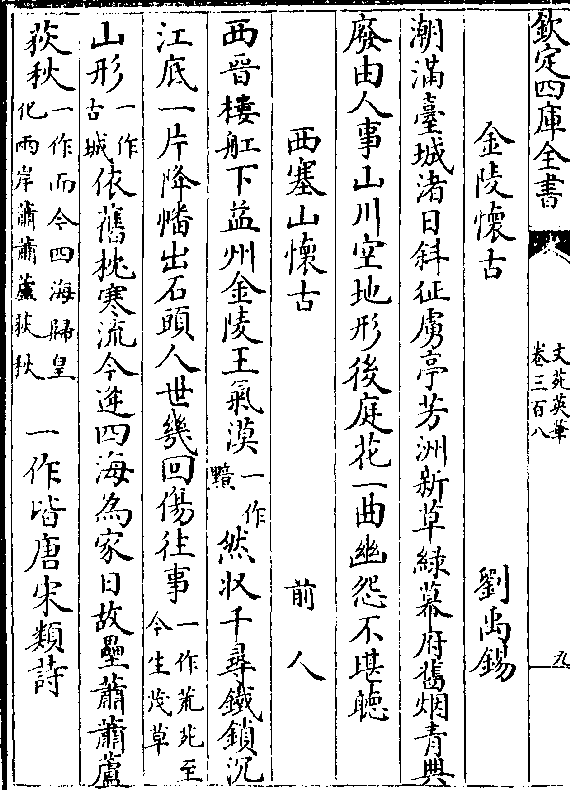 欽定四庫全書
文苑英華
卷三百八
九
金陵懷古 劉禹錫
潮滿臺城渚日斜征虜亭芳洲新草綠幕府舊烟青興
廢由人事山川空地形後庭花一曲幽怨不堪聽
西塞山懷古 前人
西晉樓舡下益州金陵王氣漠一作黯然收千尋鐵鎖沉
江底一片降幡出石頭人世幾回傷往事一作荒苑至今生茂草
山形一作古城依舊枕寒流今逢四海為家日故壘蕭蕭蘆
荻秋一作而今四海歸皇化兩岸蕭蕭蘆荻秋 一作皆唐宋類詩